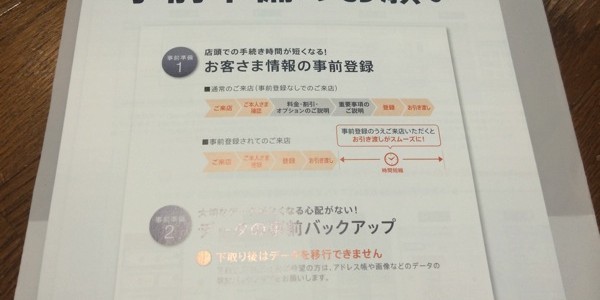 事前準備
1
店頭での手続き時間が短くなる!
お客さま情報の事前登録
■通常のご来店(事前登録なしでのご来店)
ご来店
ご本人さま
確認
料金・割引・
オプションのご説明
重要事項の
ご説明
登録
お引き渡し
■事前登録されてのご来店
事前登録のうえご来店いただくと
お引き渡しがスムーズに!
ご来店
ご本人さま
確認
登録
お引き渡し
時間短縮
事前準備
2
なくなる心配がない!
データの事前バックアップ
下取り後はデータを移行できません
の方は、アドレス帳や画像などのデータの
お願いします。